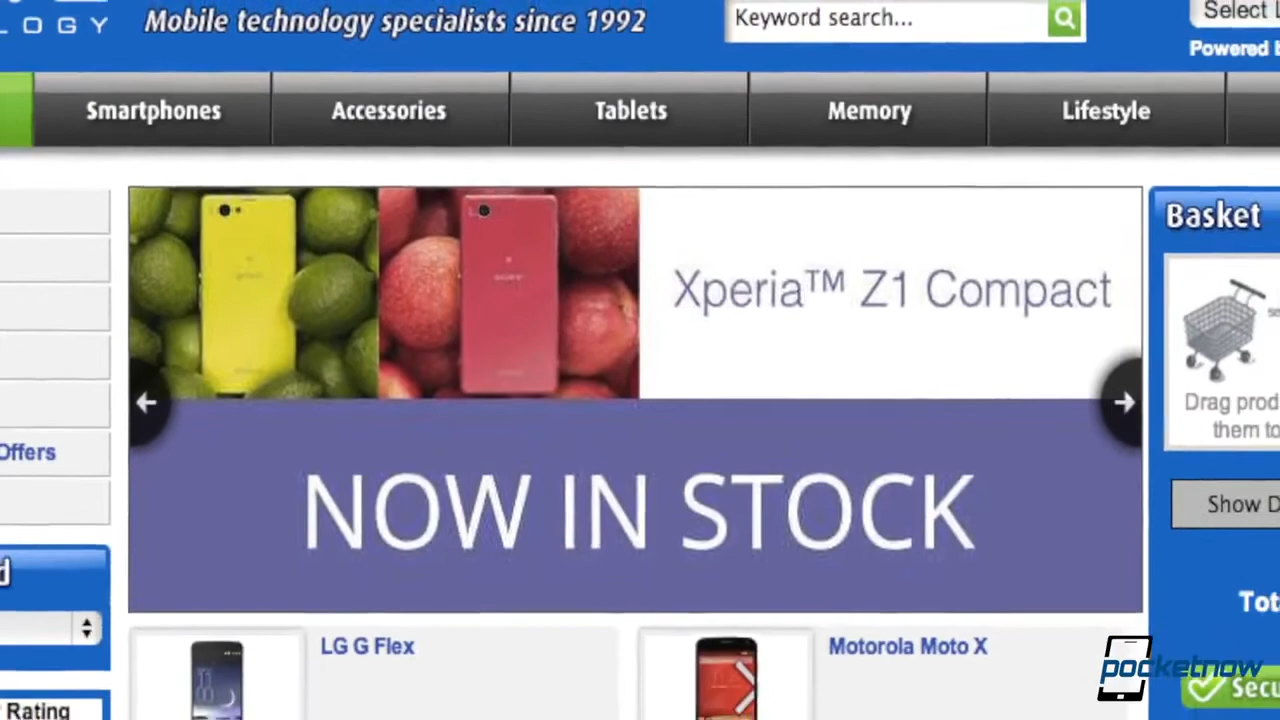 LOGY
Mobile technology specialists since 1992
Keyword search...
Select
Powered
Smartphones
Accessories
Tablets
Memory
Lifestyle
Xperia™ Z1 Compact
SONY
NOW IN STOCK
Basket
Drag prod
them to
Show D
Tot
Offers
d
Rating
LG G Flex
Motorola Moto X
pocketnow
Secu